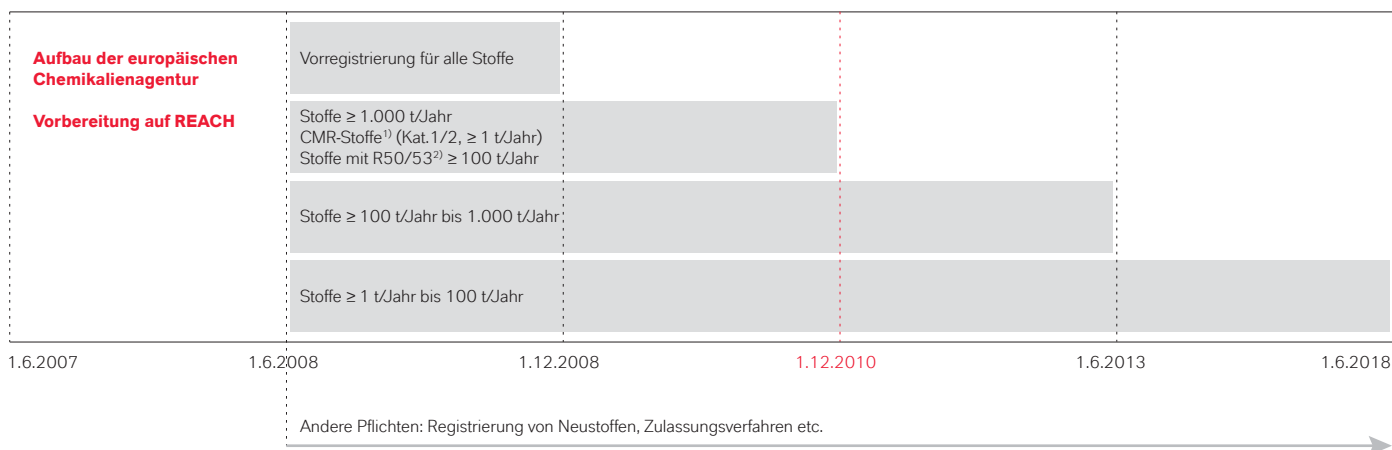 Aufbau der europäischen
Chemikalienagentur
Vorbereitung auf REACH
Vorregistrierung für alle Stoffe
Stoffe ≥ 1.000 t/Jahr
CMR-Stoffe¹⁾ (Kat.1/2, ≥ 1 t/Jahr)
Stoffe mit R50/53²⁾ ≥ 100 t/Jahr
Stoffe ≥ 100 t/Jahr bis 1.000 t/Jahr
Stoffe ≥ 1 t/Jahr bis 100 t/Jahr
1.6.2007 1.6.2008 1.12.2008 1.12.2010 1.6.2013 1.6.2018
Andere Pflichten: Registrierung von Neustoffen, Zulassungsverfahren etc.